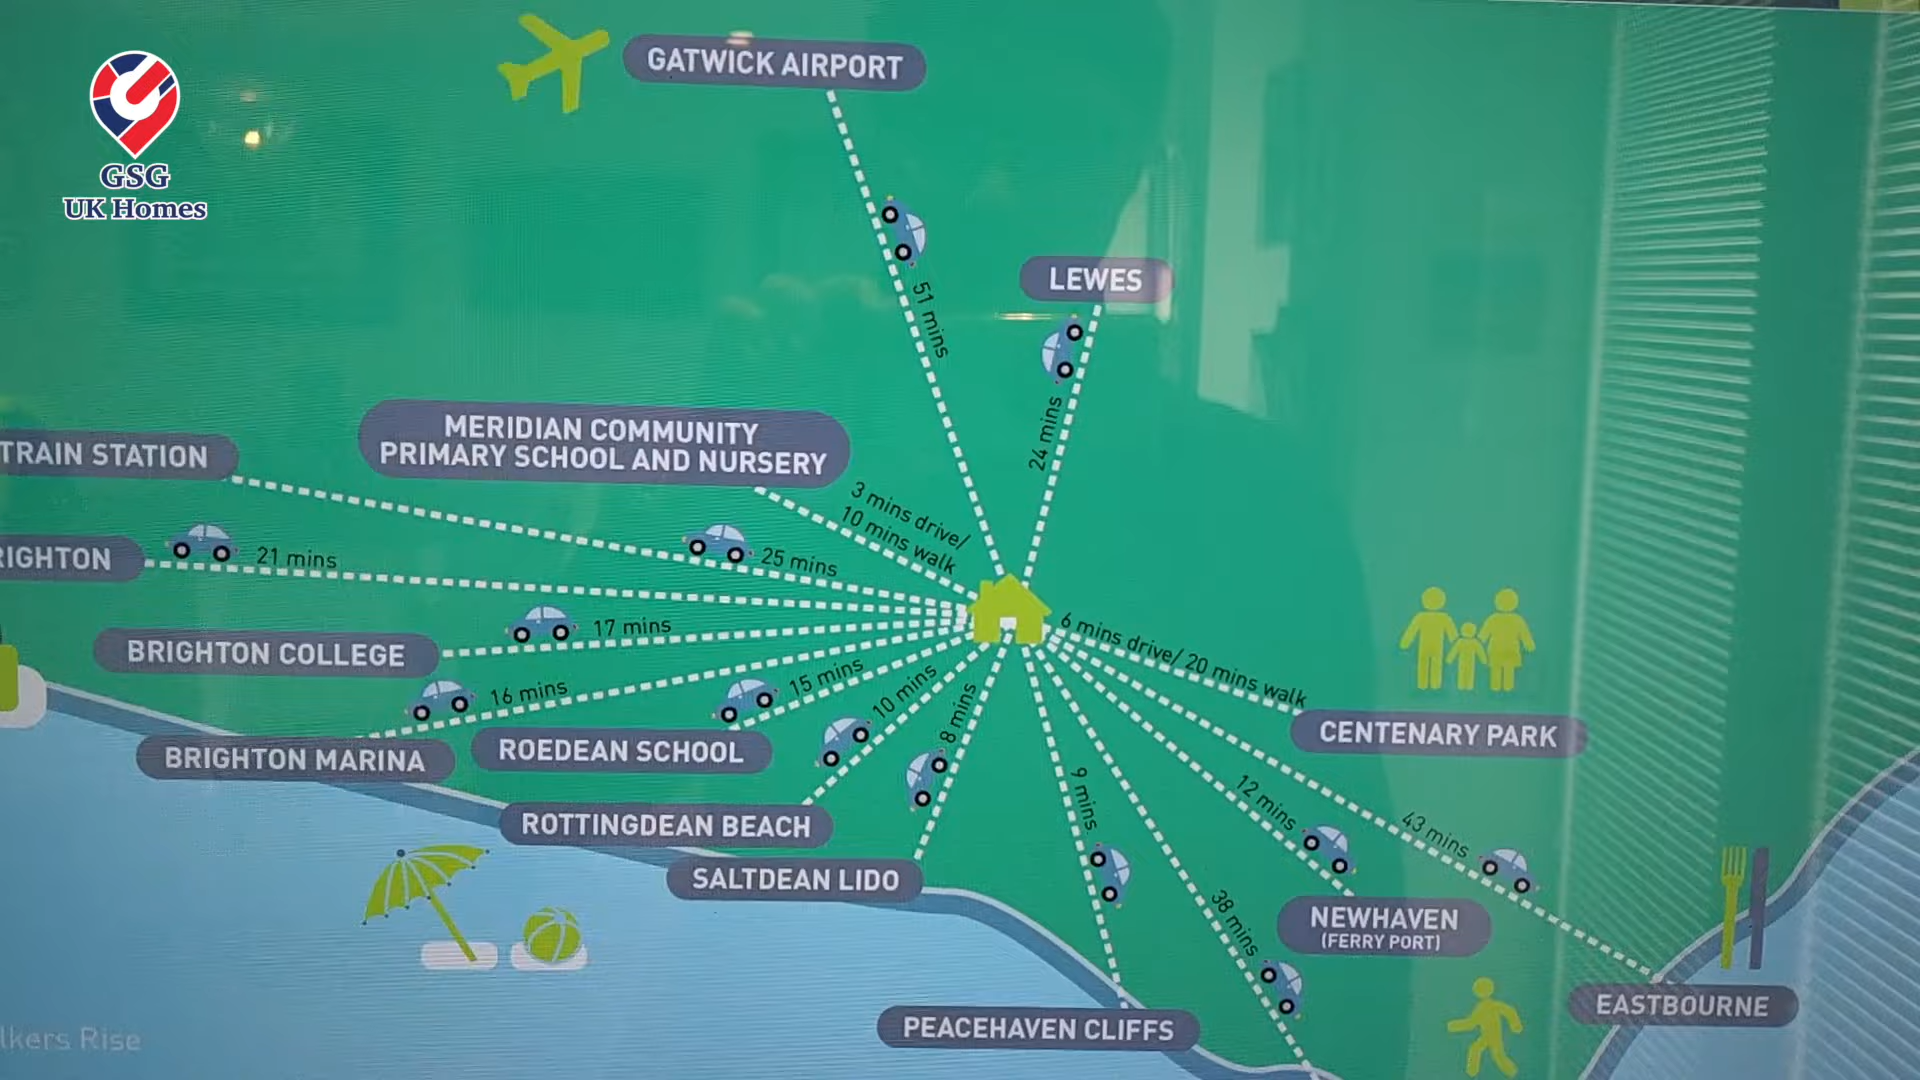 GSG
UK Homes
GATWICK AIRPORT
51 mins
LEWES
24 mins
MERIDIAN COMMUNITY
PRIMARY SCHOOL AND NURSERY
3 mins drive/
10 mins walk
TRAIN STATION
25 mins
RIGHTON
21 mins
BRIGHTON COLLEGE
17 mins
BRIGHTON MARINA
16 mins
ROEDEAN SCHOOL
15 mins
ROTTINGDEAN BEACH
10 mins
SALTDEAN LIDO
8 mins
6 mins drive/ 20 mins walk
CENTENARY PARK
12 mins
NEWHAVEN
(FERRY PORT)
43 mins
EASTBOURNE
9 mins
PEACEHAVEN CLIFFS
38 mins
lkers Rise